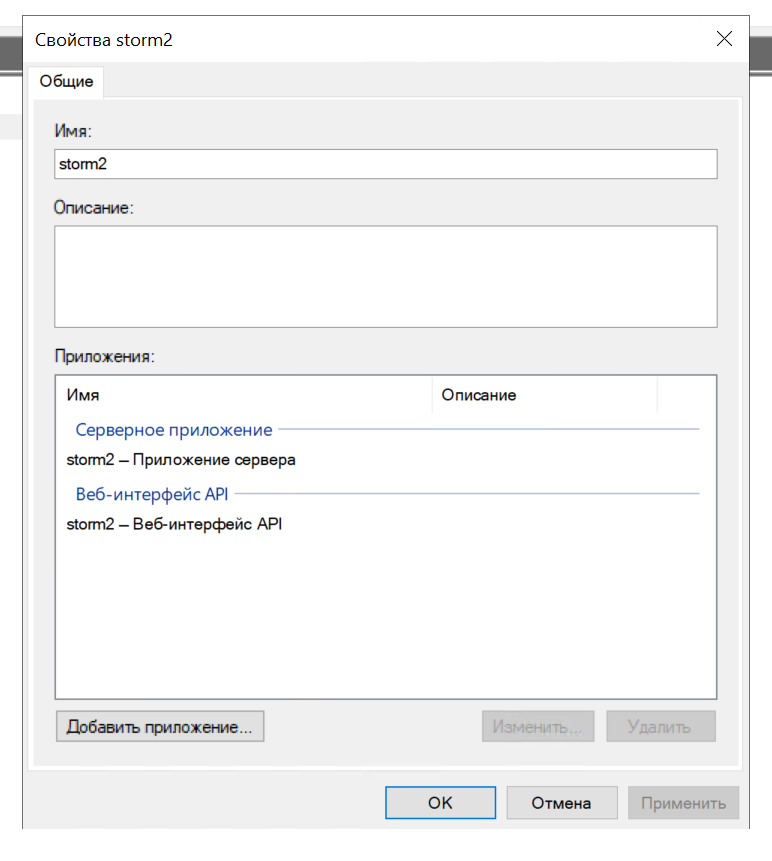 Свойства storm2
Общие
Имя:
storm2
Описание:
Приложения:
Имя Описание
Серверное приложение
storm2 – Приложение сервера
Веб-интерфейс API
storm2 – Веб-интерфейс API
Добавить приложение... Изменить... Удалить
OK Отмена Применить